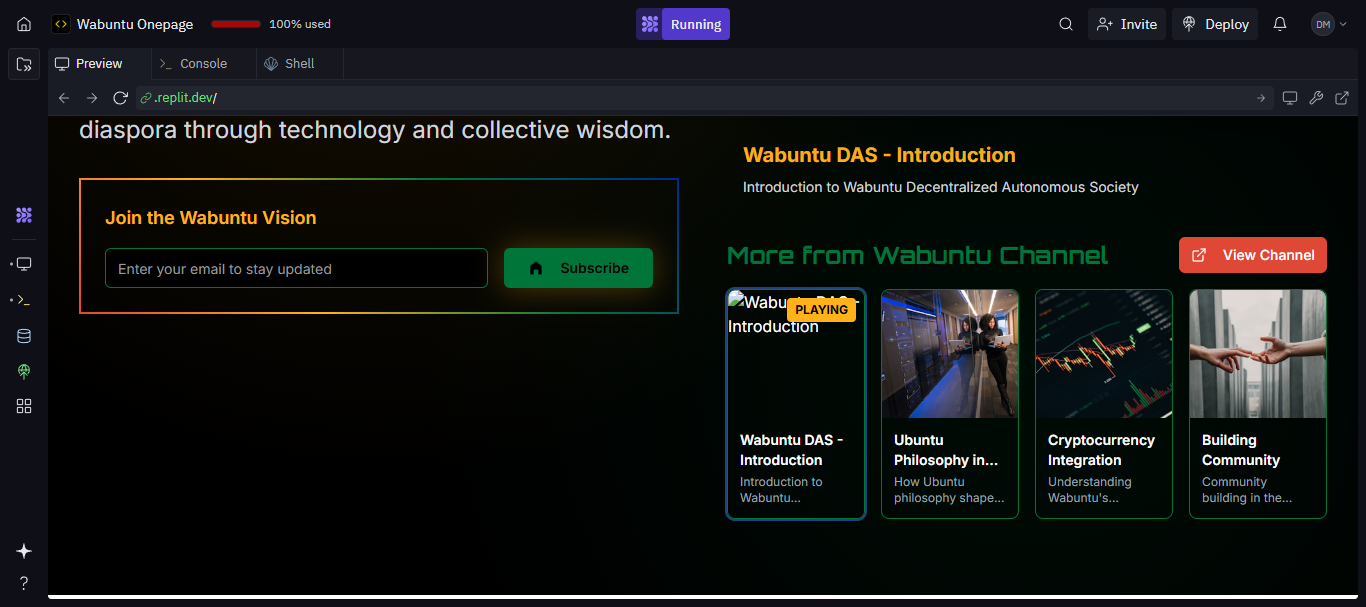 Wabuntu Onepage
100% used
Running
Invite
Deploy
DM
Preview
Console
Shell
.replit.dev/
diaspora through technology and collective wisdom.
Join the Wabuntu Vision
Enter your email to stay updated
Subscribe
Wabuntu DAS - Introduction
Introduction to Wabuntu Decentralized Autonomous Society
More from Wabuntu Channel
View Channel
Wabuntu DAS -
Introduction
PLAYING
Wabuntu DAS -
Introduction
Introduction to
Wabuntu...
Ubuntu
Philosophy in...
How Ubuntu
philosophy shape...
Cryptocurrency
Integration
Understanding
Wabuntu's...
Building
Community
Community
building in the...
?